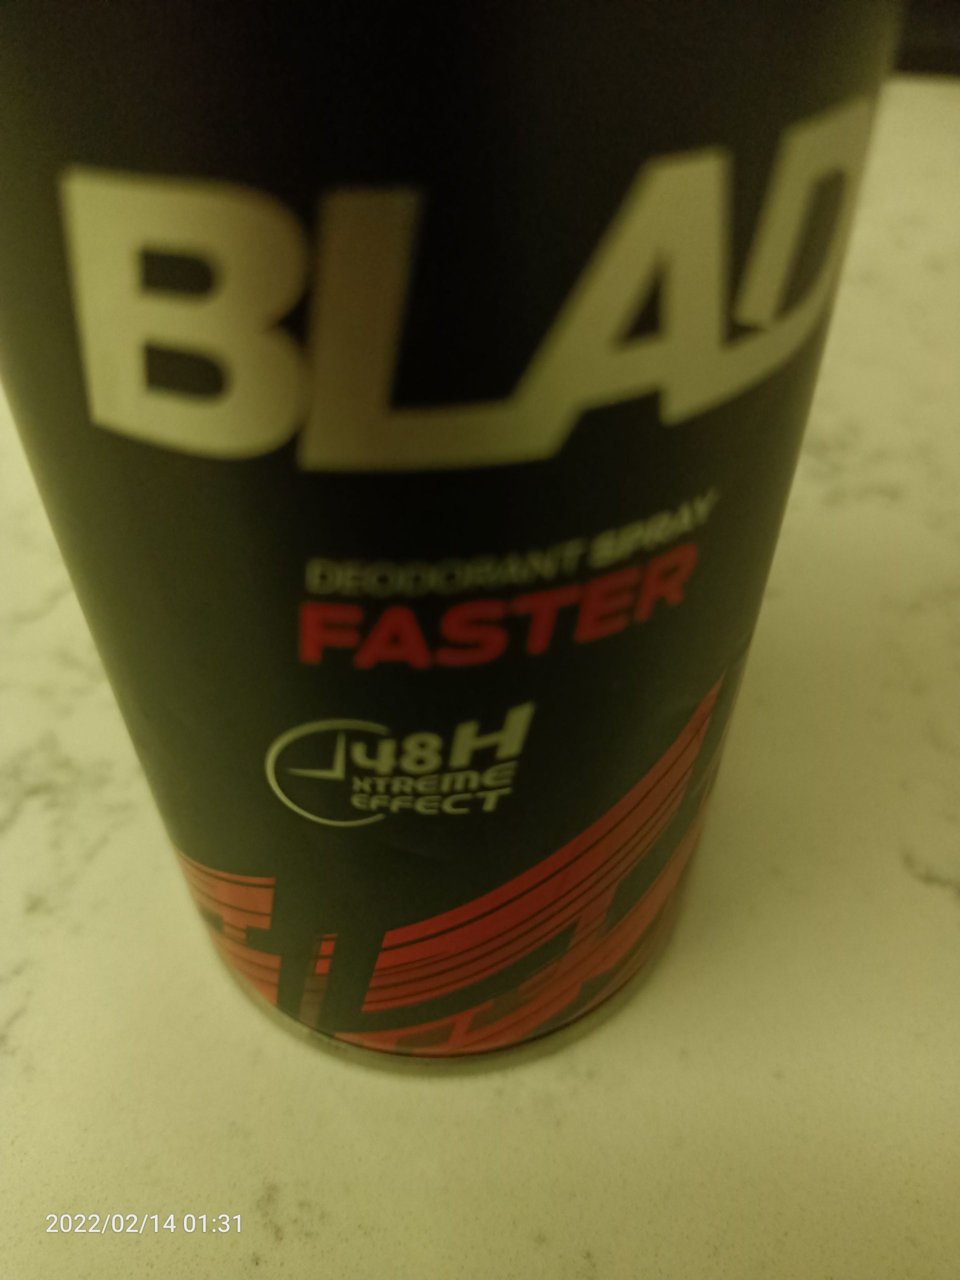 BLAD
DEODORANT SPRAY
FASTER
48H
XTREME
EFFECT
2022/02/14 01:31